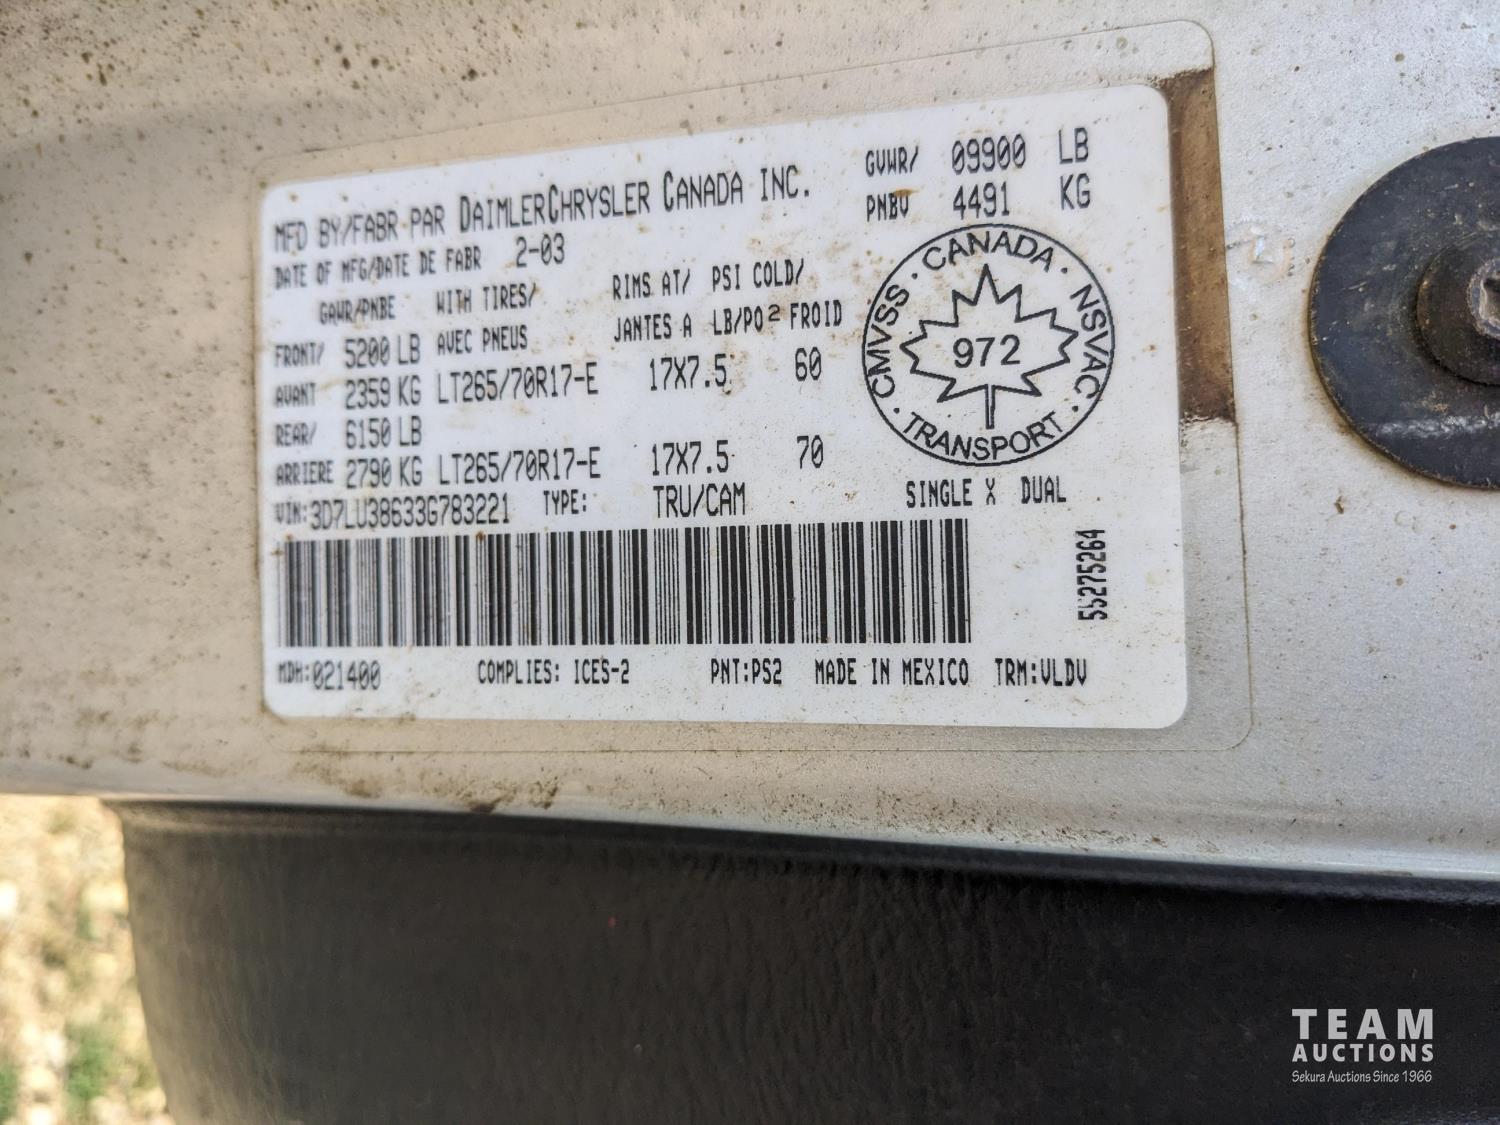 MFD BY/FABR PAR DAIMLERCHRYSLER CANADA INC.
GVWR/ 09900 LB
PNBV 4491 KG
DATE OF MFG/DATE DE FABR 2-03
GAWR/PNBE WITH TIRES/ RIMS AT/ PSI COLD/
AVEC PNEUS JANTES A LB/PO2 FROID
FRONT/ 5200 LB
AVANT 2359 KG LT265/70R17-E 17X7.5 60
REAR/ 6150 LB
ARRIERE 2790 KG LT265/70R17-E 17X7.5 70
VIN:3D7LU38633G783221 TYPE: TRU/CAM SINGLE X DUAL
CANADA
CMVSS
NSVAC
972
TRANSPORT
55275264
MDH:021400 COMPLIES: ICES-2 PNT:PS2 MADE IN MEXICO TRM:VLDV
TEAM
AUCTIONS
Sekura Auctions Since 1966